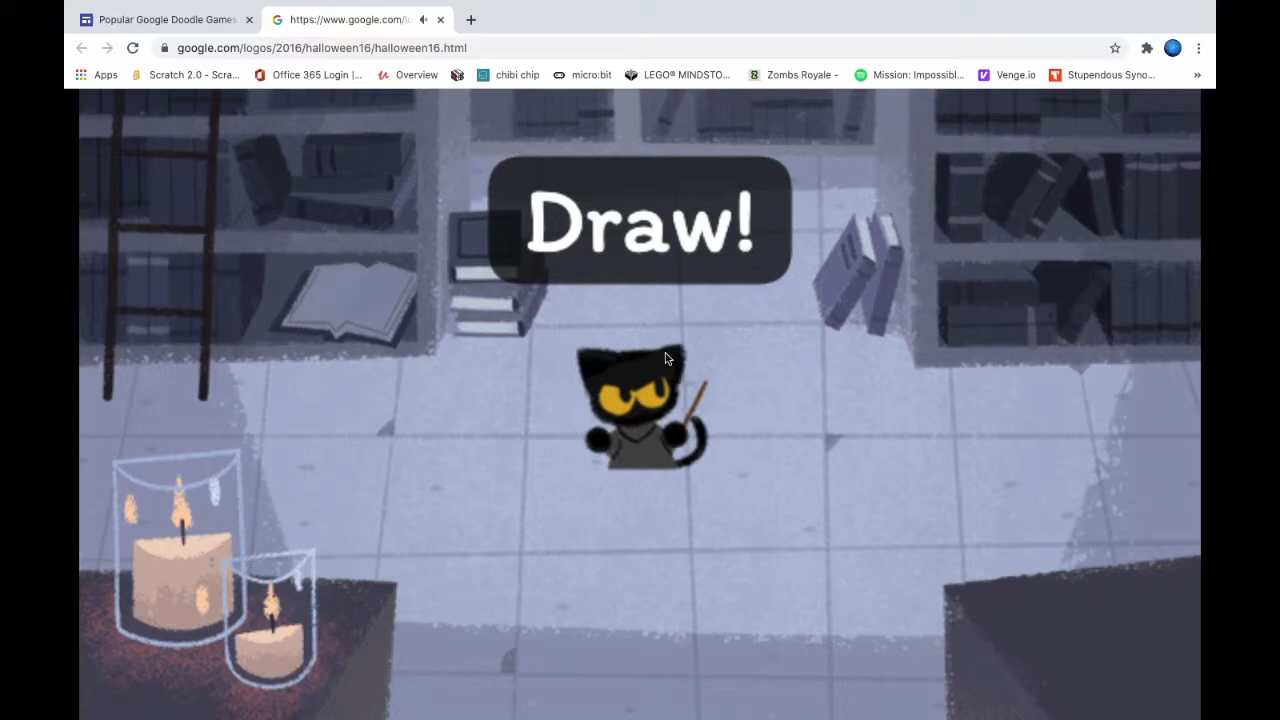 Popular Google Doodle Games
https://www.google.com/lo
google.com/logos/2016/halloween16/halloween16.html
Apps
Scratch 2.0 - Scra...
Office 365 Login |...
Overview
chibi chip
micro:bit
LEGO® MINDSTO...
Zombs Royale -
Mission: Impossibl...
Venge.io
Stupendous Syno...
»
Draw!